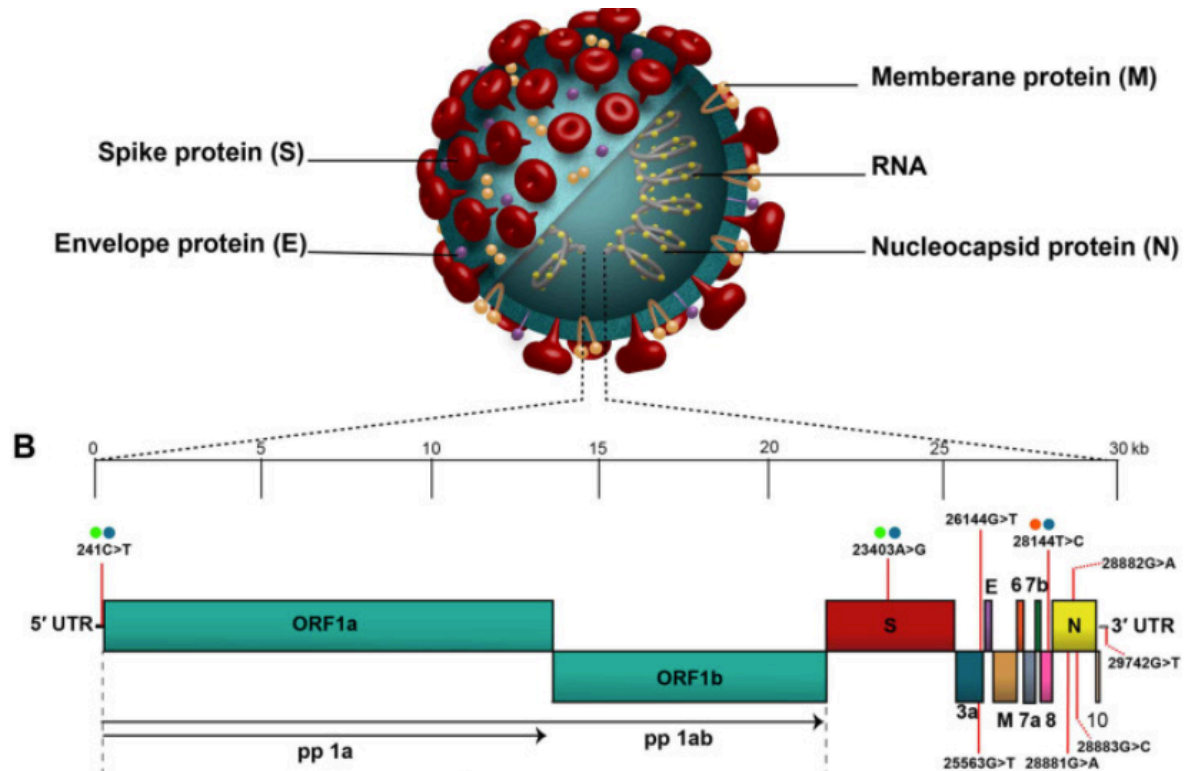 Memberane protein (M)
Spike protein (S)
RNA
Envelope protein (E)
Nucleocapsid protein (N)
B
0 5 10 15 20 25 30 kb
26144G>T
241C>T 23403A>G 28144T>C
28882G>A
E 6 7b
5′ UTR ORF1a S N 3′ UTR
29742G>T
ORF1b
3a M 7a 8 10
pp 1a pp 1ab
28883G>C
25563G>T 28881G>A